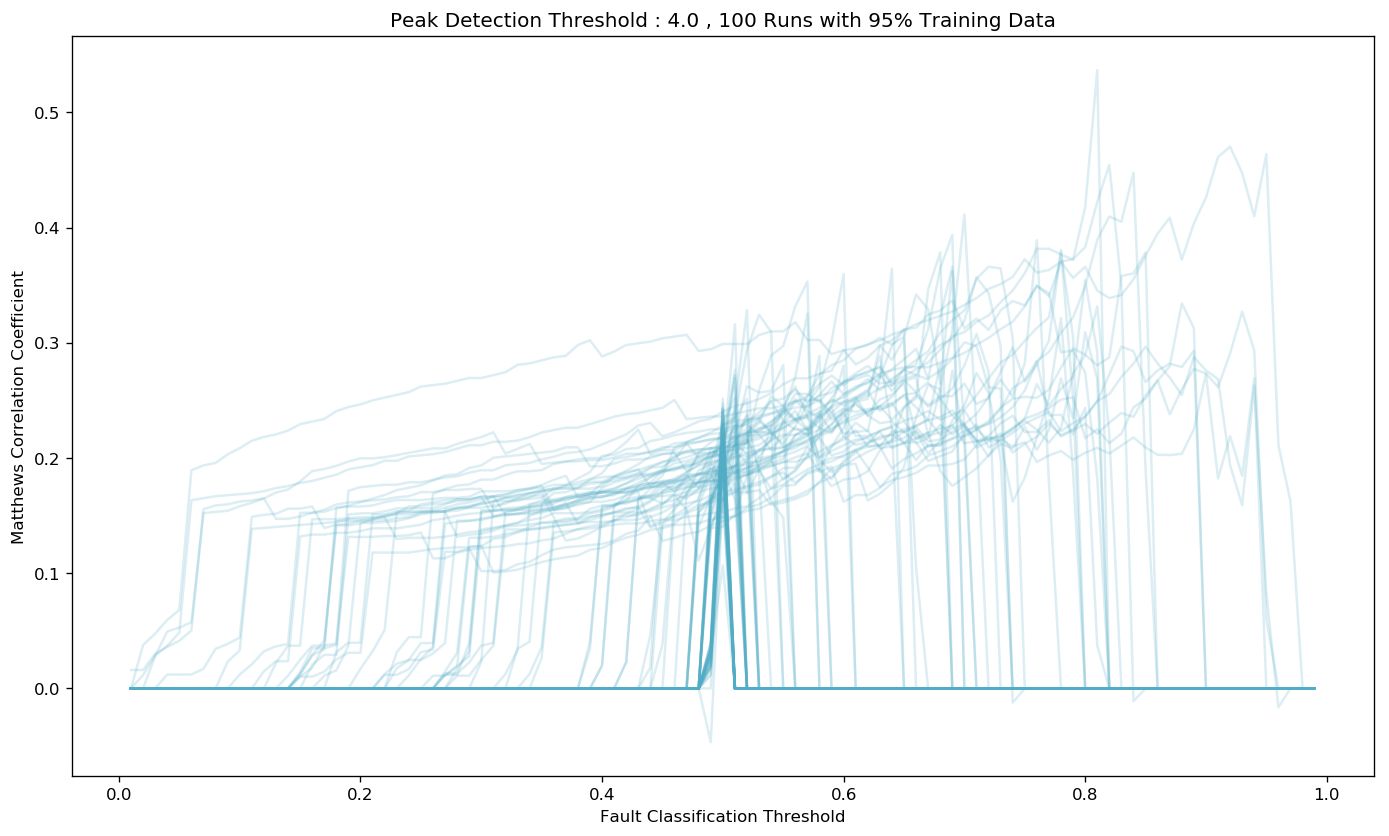 Peak Detection Threshold : 4.0 , 100 Runs with 95% Training Data
Matthews Correlation Coefficient
0.5
0.4
0.3
0.2
0.1
0.0
0.0 0.2 0.4 0.6 0.8 1.0
Fault Classification Threshold